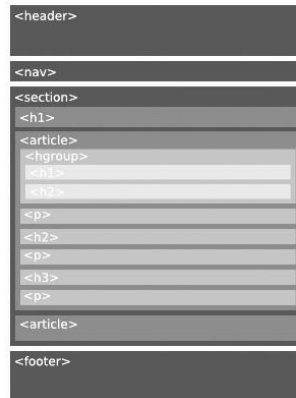 <header>
<nav>
<section>
<h1>
<article>
<hgroup>
<h1>
<h2>
<p>
<h2>
<p>
<h3>
<p>
<article>
<footer>